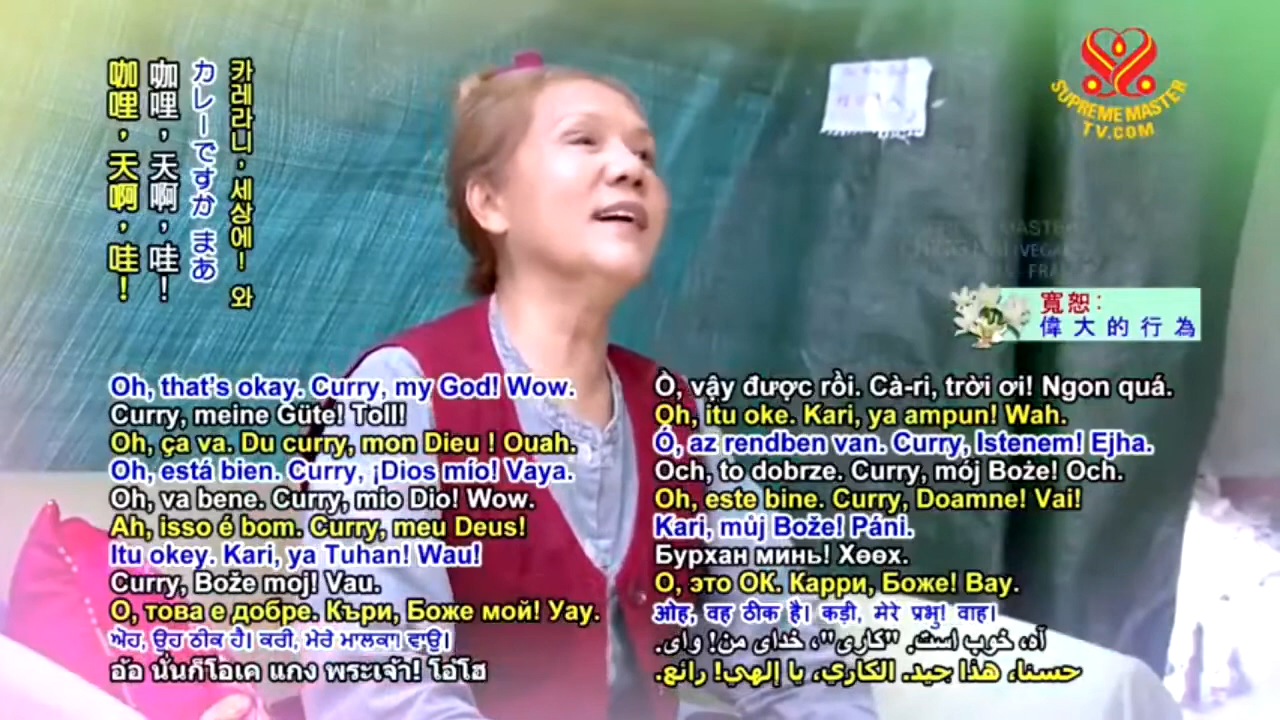 카레라니, 세상에! 와
カレーですか まあ
咖哩，天啊，哇！
咖哩，天啊，哇！
SUPREME MASTER
TV.COM
寬恕：
偉大的行為
Oh, that's okay. Curry, my God! Wow.
Curry, meine Güte! Toll!
Oh, ça va. Du curry, mon Dieu ! Ouah.
Oh, está bien. Curry, ¡Dios mío! Vaya.
Oh, va bene. Curry, mio Dio! Wow.
Ah, isso é bom. Curry, meu Deus!
Itu okey. Kari, ya Tuhan! Wau!
Curry, Bože moj! Vau.
О, това е добре. Къри, Боже мой! Уау.
ਅੋਹ, ਉਹ ਠੀਕ ਹੈ। ਕਰੀ, ਮੇਰੇ ਮਾਲਕਾ! ਵਾਉ।
อ้อ นั่นก็โอเค แกง พระเจ้า! โอ้โฮ
Ồ, vậy được rồi. Cà-ri, trời ơi! Ngon quá.
Oh, itu oke. Kari, ya ampun! Wah.
Ó, az rendben van. Curry, Istenem! Ejha.
Och, to dobrze. Curry, mój Boże! Och.
Oh, este bine. Curry, Doamne! Vai!
Kari, můj Bože! Páni.
Бурхан минь! Хөөх.
О, это ОК. Карри, Боже! Вау.
ओह, वह ठीक है। कड़ी, मेरे प्रभु! वाह।
آه، خوب است. "کاری"، خدای من! وای.
حسنا، هذا جيد. الكاري، يا إلهي! رائع.